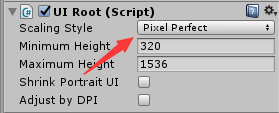 UI Root (Script)
Scaling Style Pixel Perfect
Minimum Height 320
Maximum Height 1536
Shrink Portrait UI
Adjust by DPI